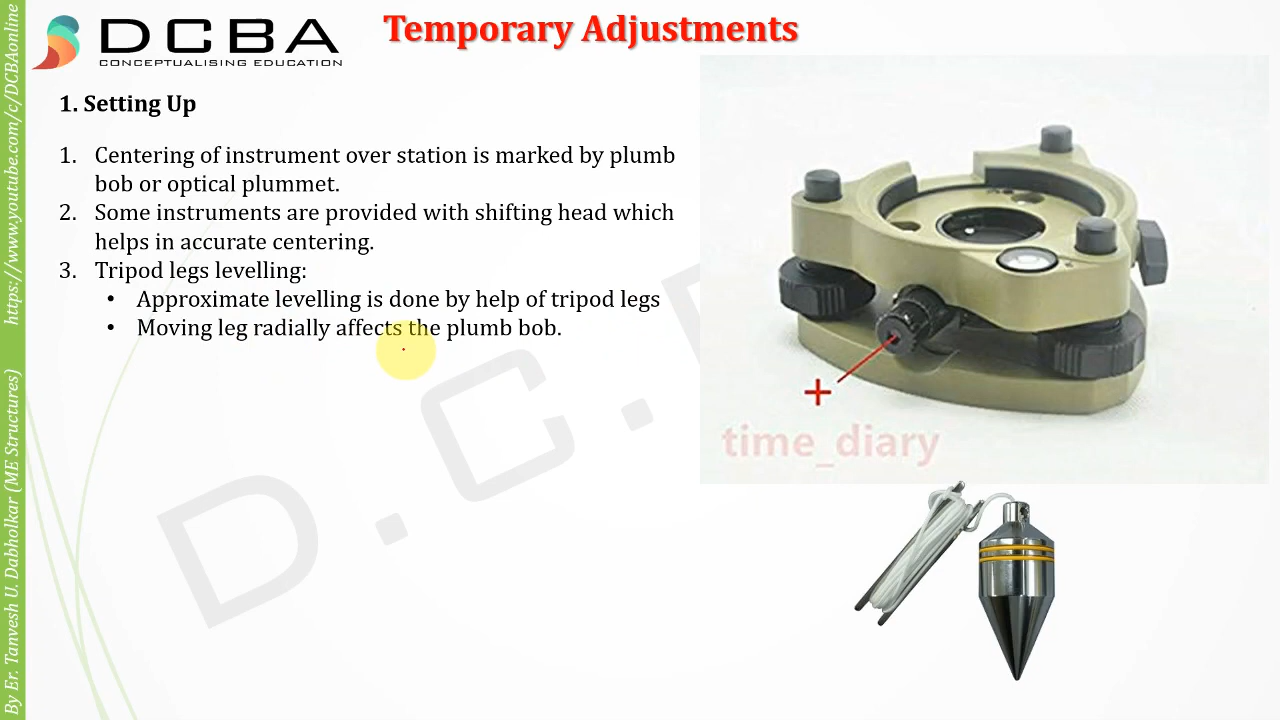 DCBA
CONCEPTUALISING EDUCATION
Temporary Adjustments
1. Setting Up
1. Centering of instrument over station is marked by plumb
bob or optical plummet.
2. Some instruments are provided with shifting head which
helps in accurate centering.
3. Tripod legs levelling:
• Approximate levelling is done by help of tripod legs
• Moving leg radially affects the plumb bob.
+
time_diary
D.C.B
By Er. Tanvesh U. Dabholkar (ME Structures) https://www.youtube.com/c/DCBAonline